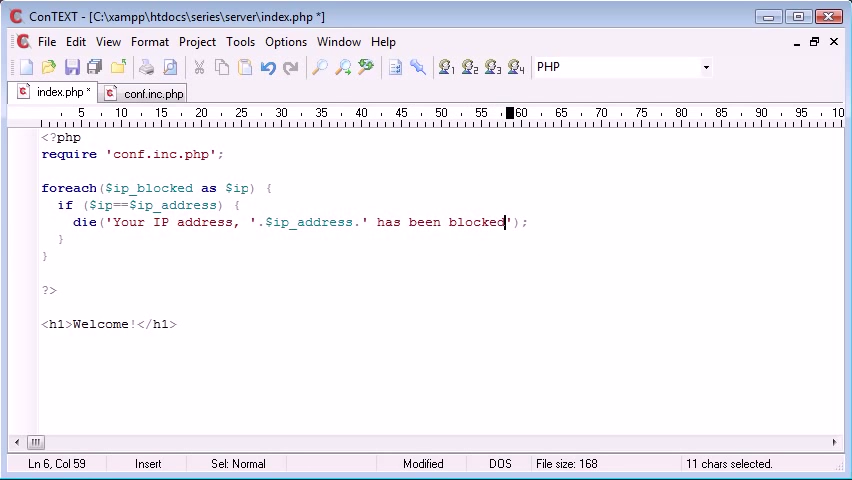 ConTEXT - [C:\xampp\htdocs\series\server\index.php *]
File Edit View Format Project Tools Options Window Help
1 2 3 4 PHP
index.php * conf.inc.php
5 10 15 20 25 30 35 40 45 50 55 60 65 70 75 80 85 90 95 10
<?php
require 'conf.inc.php';
foreach($ip_blocked as $ip) {
if ($ip==$ip_address) {
die('Your IP address, '.$ip_address.' has been blocked');
}
}
?>
<h1>Welcome!</h1>
Ln 6, Col 59 Insert Sel: Normal Modified DOS File size: 168 11 chars selected.